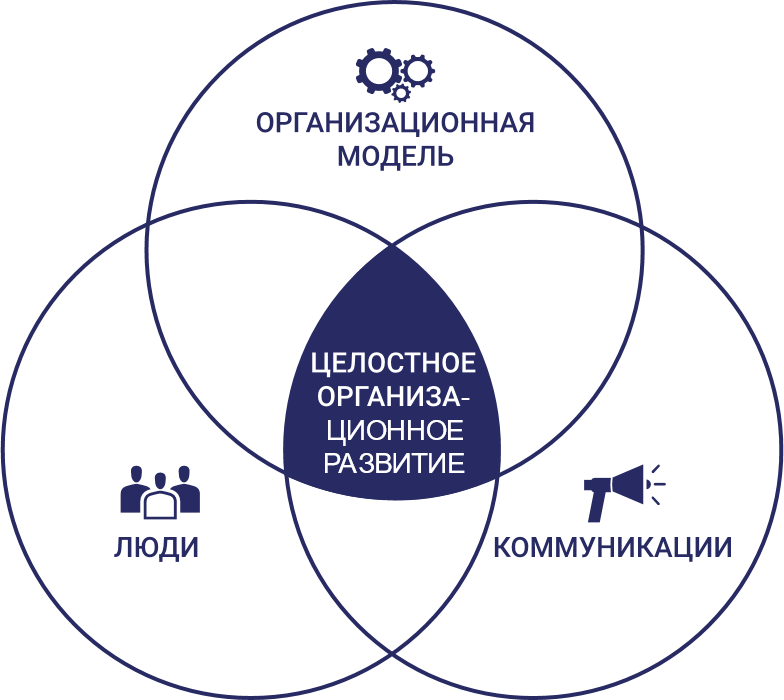 ОРГАНИЗАЦИОННАЯ
МОДЕЛЬ
ЦЕЛОСТНОЕ
ОРГАНИЗА-
ЦИОННОЕ
РАЗВИТИЕ
ЛЮДИ
КОММУНИКАЦИИ